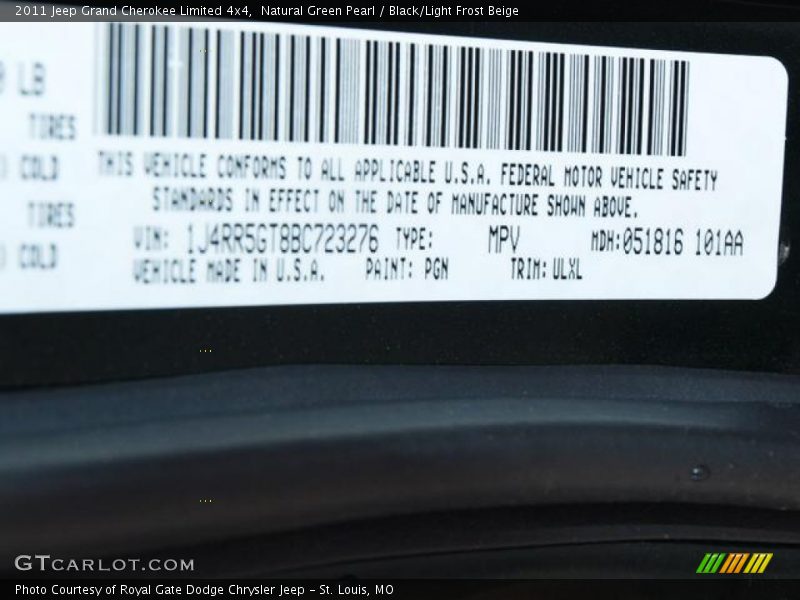 2011 Jeep Grand Cherokee Limited 4x4,  Natural Green Pearl / Black/Light Frost Beige
LB
TIRES
COLD
TIRES
COLD
THIS VEHICLE CONFORMS TO ALL APPLICABLE U.S.A. FEDERAL MOTOR VEHICLE SAFETY
STANDARDS IN EFFECT ON THE DATE OF MANUFACTURE SHOWN ABOVE.
VIN: 1J4RR5GT8BC723276 TYPE: MPV MDH:051816 101AA
VEHICLE MADE IN U.S.A. PAINT: PGN TRIM: ULXL
GTCARLOT.COM
Photo Courtesy of Royal Gate Dodge Chrysler Jeep - St. Louis, MO